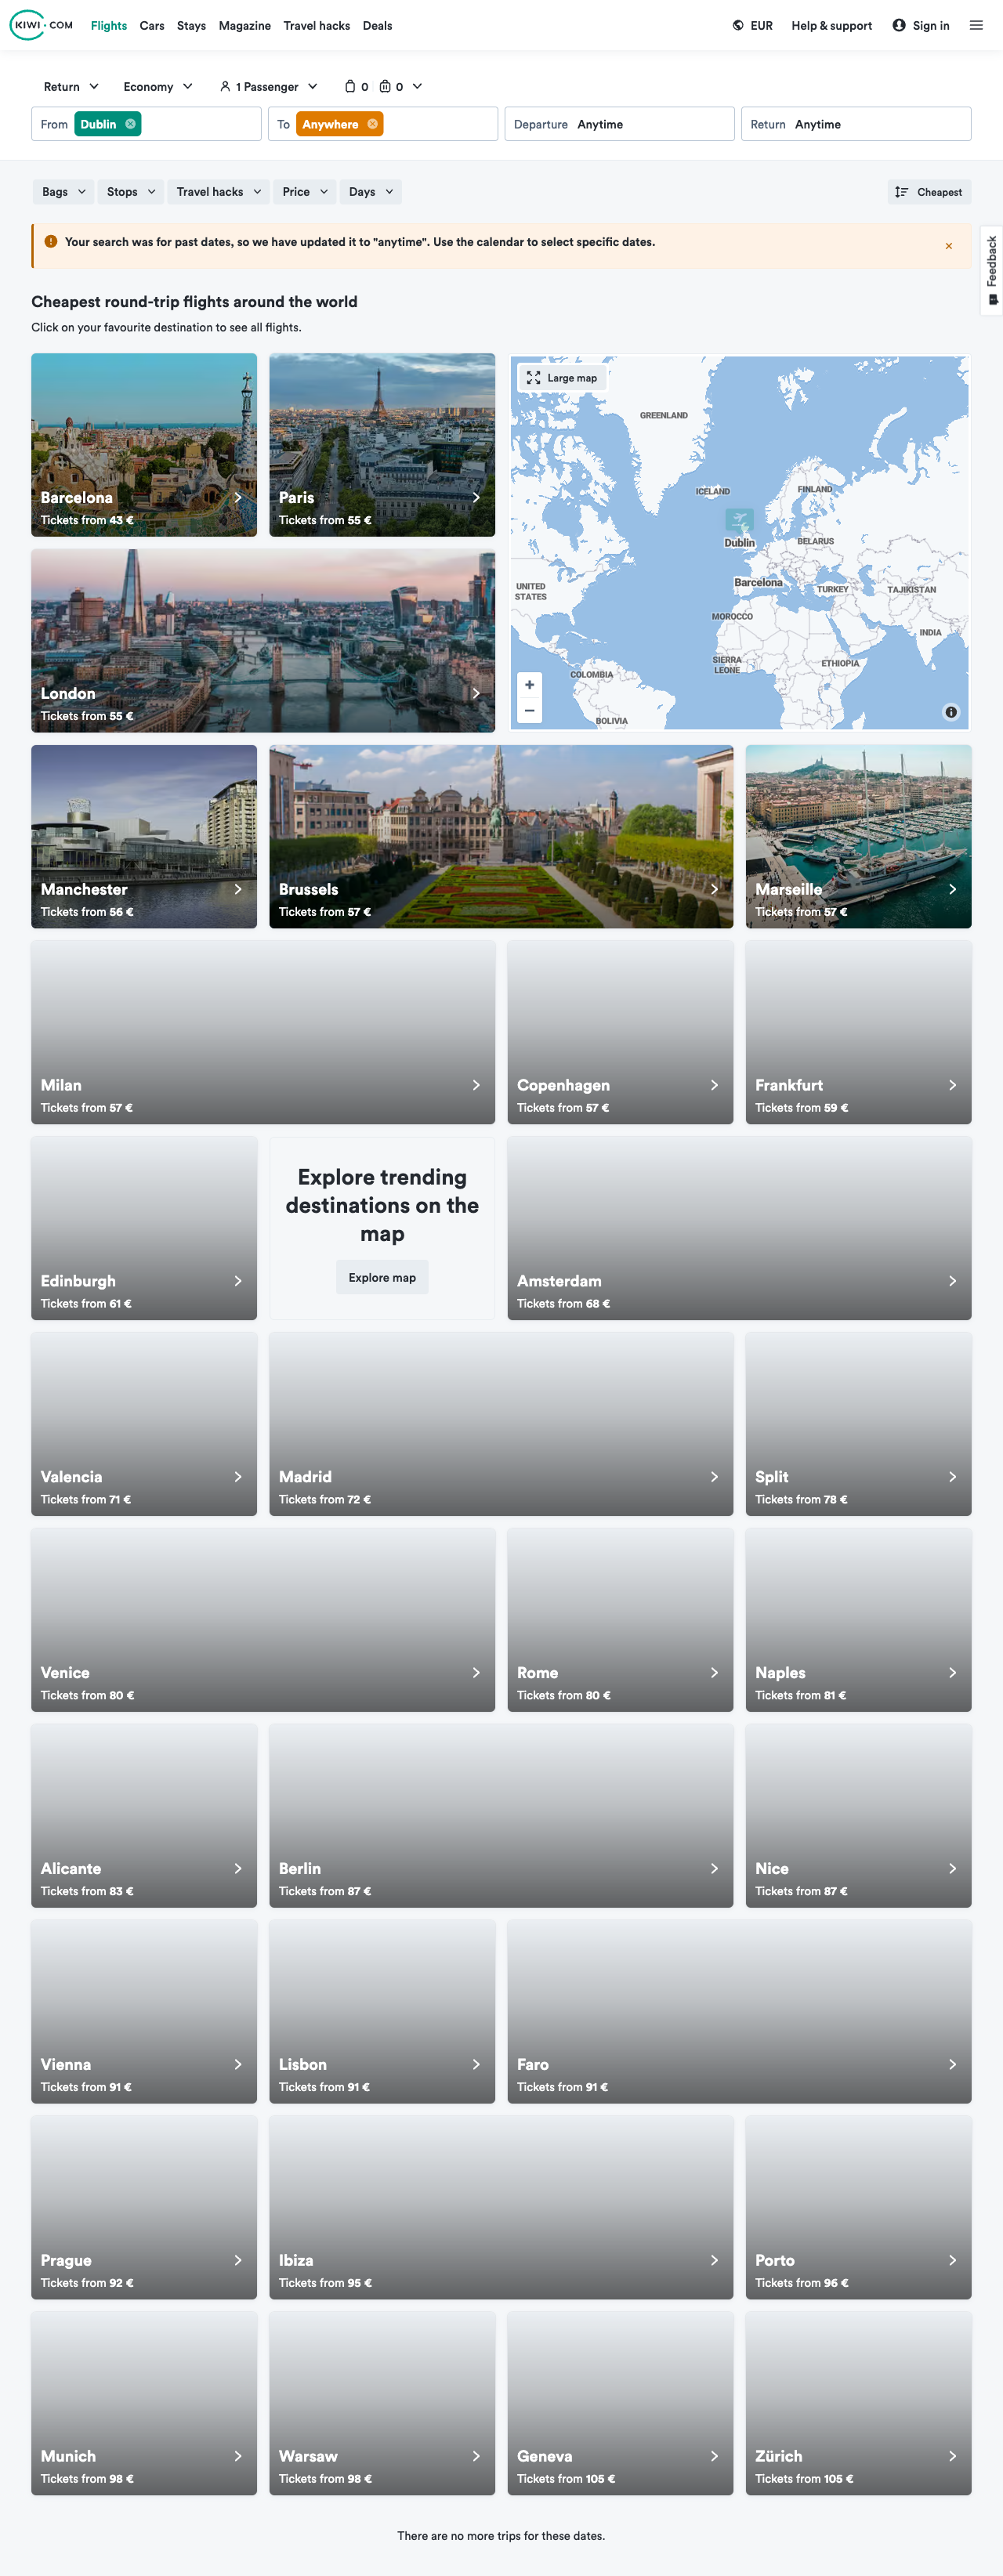 KIWI.COM
Flights
Cars
Stays
Magazine
Travel hacks
Deals
EUR
Help & support
Sign in
Return
Economy
1 Passenger
0
0
From
Dublin
To
Anywhere
Departure
Anytime
Return
Anytime
Bags
Stops
Travel hacks
Price
Days
Cheapest
Your search was for past dates, so we have updated it to "anytime". Use the calendar to select specific dates.
Feedback
Cheapest round-trip flights around the world
Click on your favourite destination to see all flights.
Barcelona
Tickets from 43 €
Paris
Tickets from 55 €
Large map
GREENLAND
ICELAND
FINLAND
Dublin
BELARUS
Barcelona
UNITED
STATES
TURKEY
TAJIKISTAN
MOROCCO
INDIA
SIERRA
LEONE
ETHIOPIA
COLOMBIA
BOLIVIA
+
−
London
Tickets from 55 €
Manchester
Tickets from 56 €
Brussels
Tickets from 57 €
Marseille
Tickets from 57 €
Milan
Tickets from 57 €
Copenhagen
Tickets from 57 €
Frankfurt
Tickets from 59 €
Edinburgh
Tickets from 61 €
Explore trending
destinations on the
map
Explore map
Amsterdam
Tickets from 68 €
Valencia
Tickets from 71 €
Madrid
Tickets from 72 €
Split
Tickets from 78 €
Venice
Tickets from 80 €
Rome
Tickets from 80 €
Naples
Tickets from 81 €
Alicante
Tickets from 83 €
Berlin
Tickets from 87 €
Nice
Tickets from 87 €
Vienna
Tickets from 91 €
Lisbon
Tickets from 91 €
Faro
Tickets from 91 €
Prague
Tickets from 92 €
Ibiza
Tickets from 95 €
Porto
Tickets from 96 €
Munich
Tickets from 98 €
Warsaw
Tickets from 98 €
Geneva
Tickets from 105 €
Zürich
Tickets from 105 €
There are no more trips for these dates.